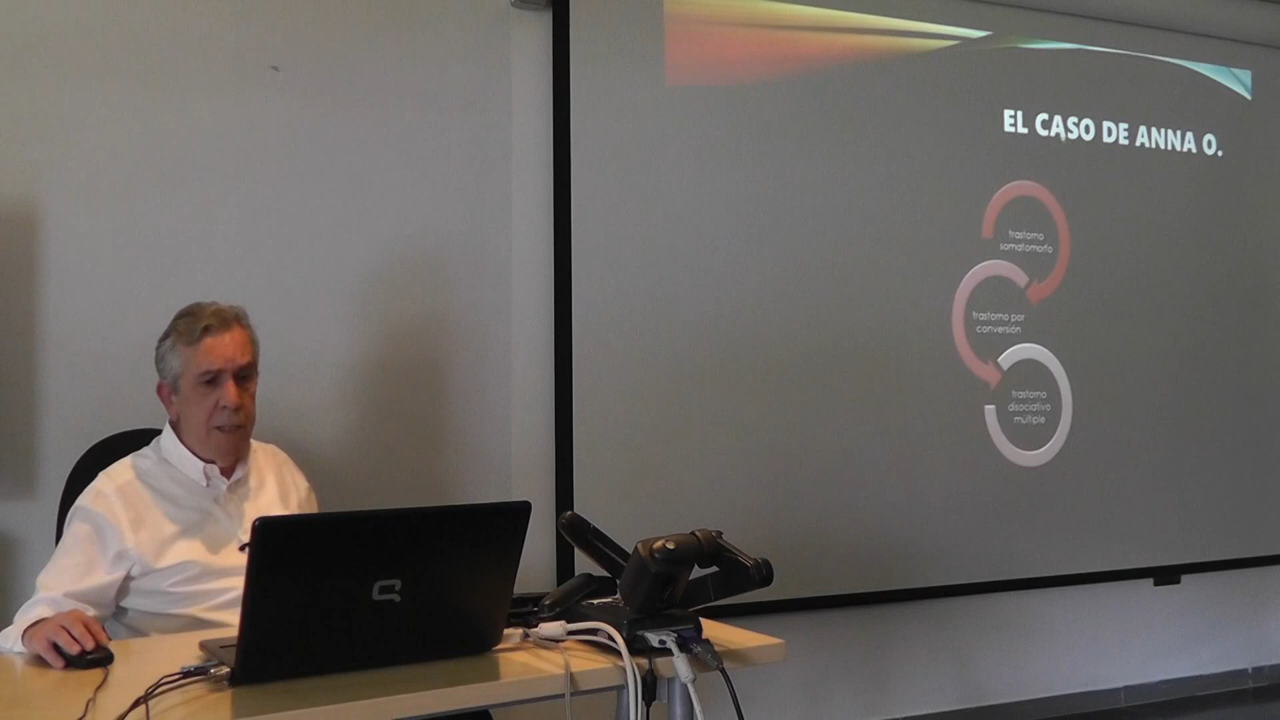 EL CASO DE ANNA O.
trastorno
somatomorfo
trastorno por
conversión
trastorno
disociativo
múltiple